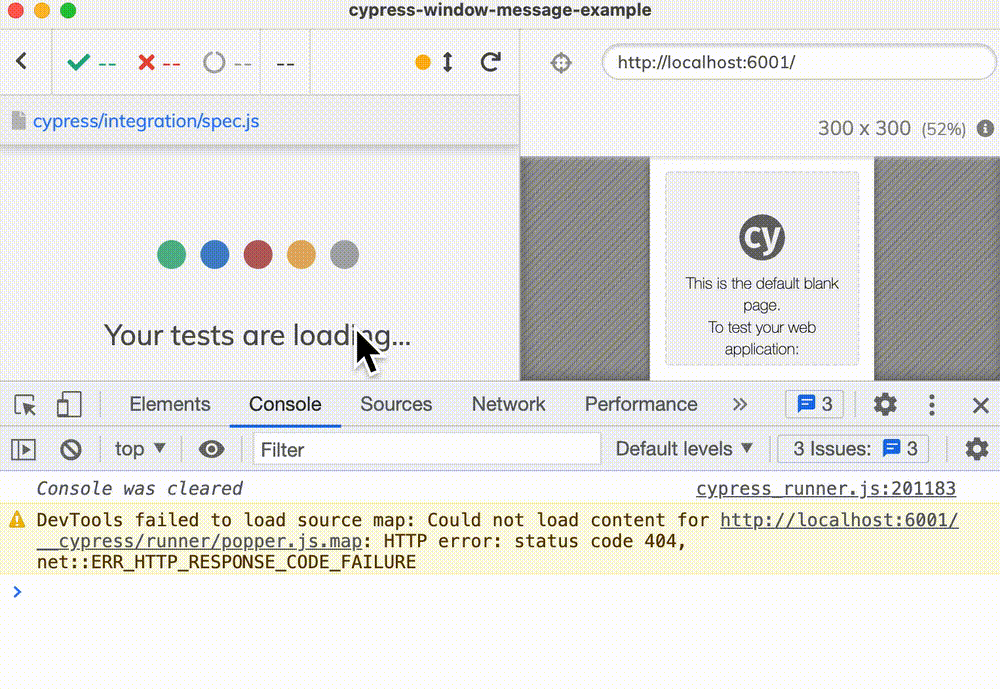 cypress-window-message-example
-- -- -- --
http://localhost:6001/
cypress/integration/spec.js
300 x 300 (52%)
cy
This is the default blank
page.
To test your web
application:
Your tests are loading...
Elements Console Sources Network Performance » 3
top Filter Default levels 3 Issues: 3
Console was cleared cypress_runner.js:201183
DevTools failed to load source map: Could not load content for http://localhost:6001/
__cypress/runner/popper.js.map: HTTP error: status code 404,
net::ERR_HTTP_RESPONSE_CODE_FAILURE